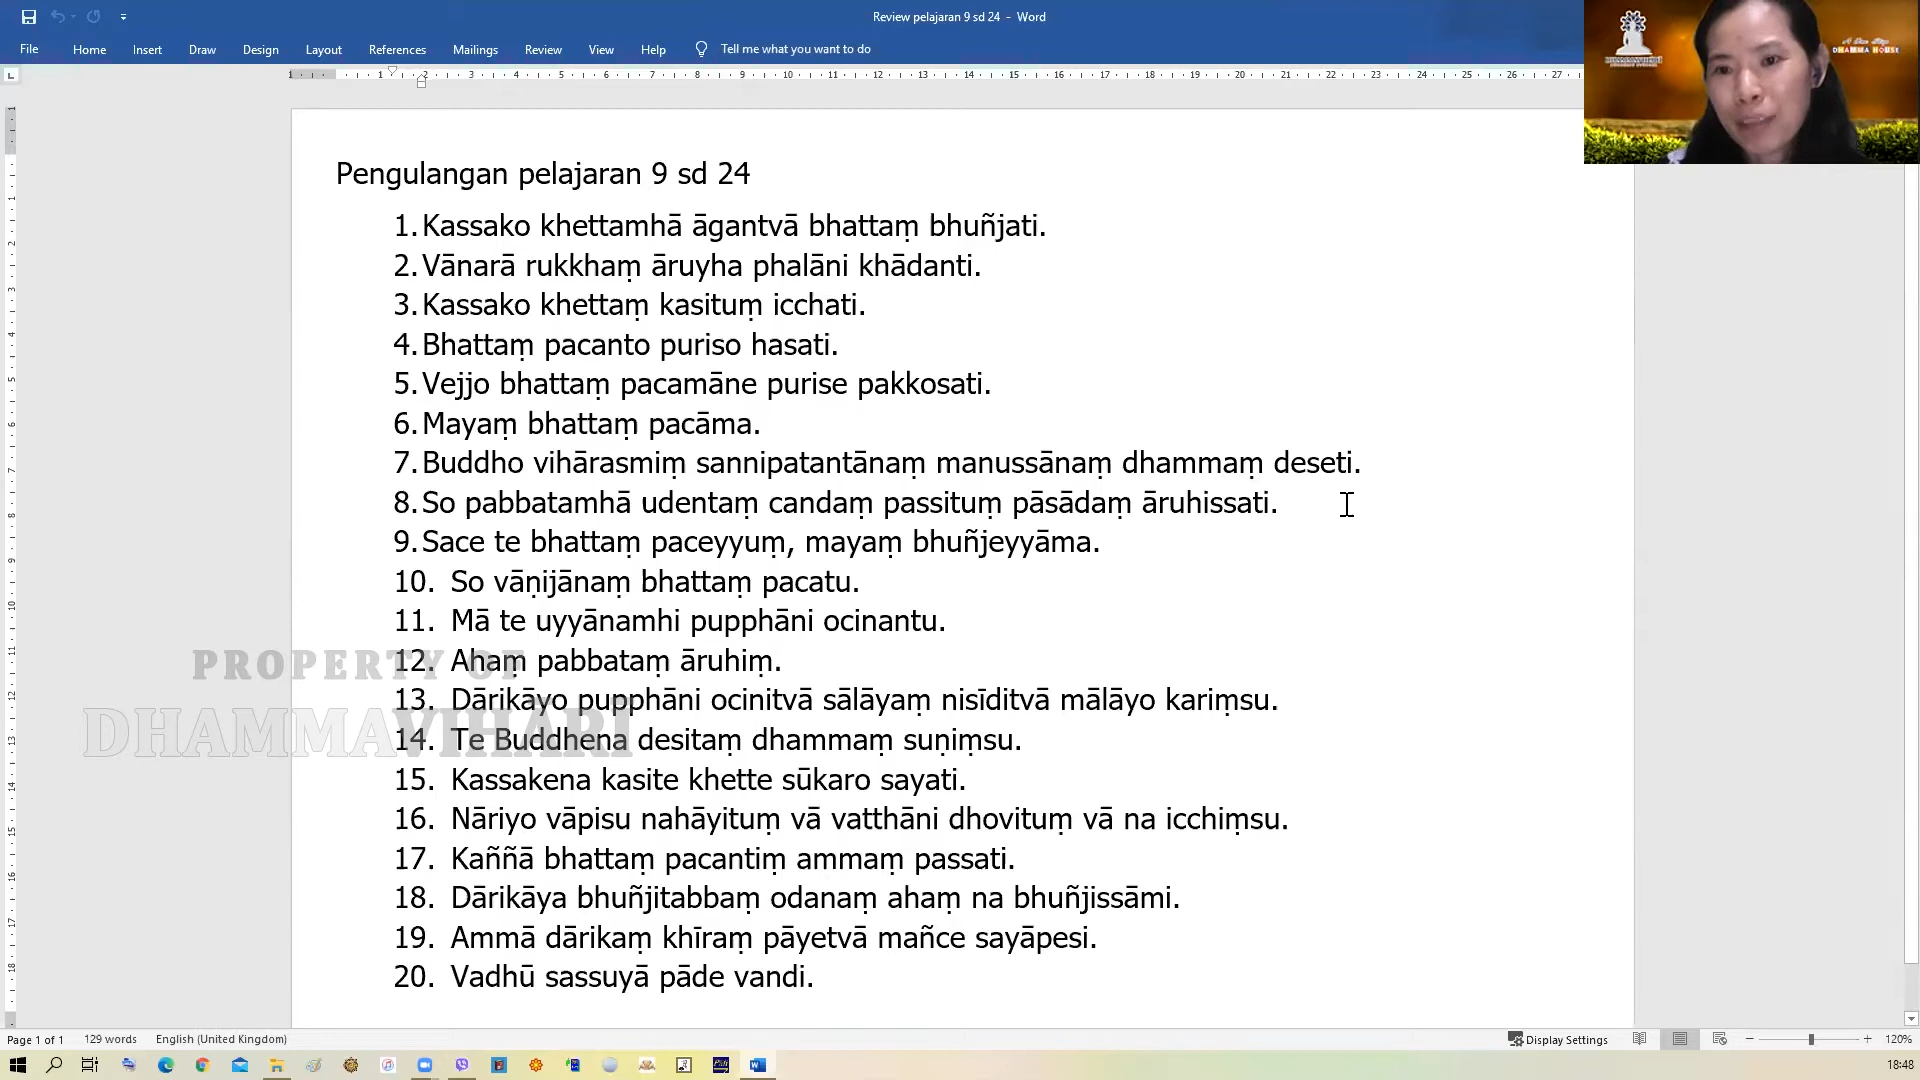 Review pelajaran 9 sd 24 - Word
File Home Insert Draw Design Layout References Mailings Review View Help Tell me what you want to do
Pengulangan pelajaran 9 sd 24
1. Kassako khettamhā āgantvā bhattaṃ bhuñjati.
2. Vānarā rukkhaṃ āruyha phalāni khādanti.
3. Kassako khettaṃ kasituṃ icchati.
4. Bhattaṃ pacanto puriso hasati.
5. Vejjo bhattaṃ pacamāne purise pakkosati.
6. Mayaṃ bhattaṃ pacāma.
7. Buddho vihārasmiṃ sannipatantānaṃ manussānaṃ dhammaṃ deseti.
8. So pabbatamhā udentaṃ candaṃ passituṃ pāsādaṃ āruhissati.
9. Sace te bhattaṃ paceyyuṃ, mayaṃ bhuñjeyyāma.
10. So vāṇijānaṃ bhattaṃ pacatu.
11. Mā te uyyānamhi pupphāni ocinantu.
12. Ahaṃ pabbataṃ āruhiṃ.
13. Dārikāyo pupphāni ocinitvā sālāyaṃ nisīditvā mālāyo kariṃsu.
14. Te Buddhena desitaṃ dhammaṃ suṇiṃsu.
15. Kassakena kasite khette sūkaro sayati.
16. Nāriyo vāpisu nahāyituṃ vā vatthāni dhovituṃ vā na icchiṃsu.
17. Kaññā bhattaṃ pacantiṃ ammaṃ passati.
18. Dārikāya bhuñjitabbaṃ odanaṃ ahaṃ na bhuñjissāmi.
19. Ammā dārikaṃ khīraṃ pāyetvā mañce sayāpesi.
20. Vadhū sassuyā pāde vandi.
PROPERTY OF
DHAMMAVIHĀRĪ
DHAMMA HOUSE
Page 1 of 1 129 words English (United Kingdom) Display Settings 120%
18:48